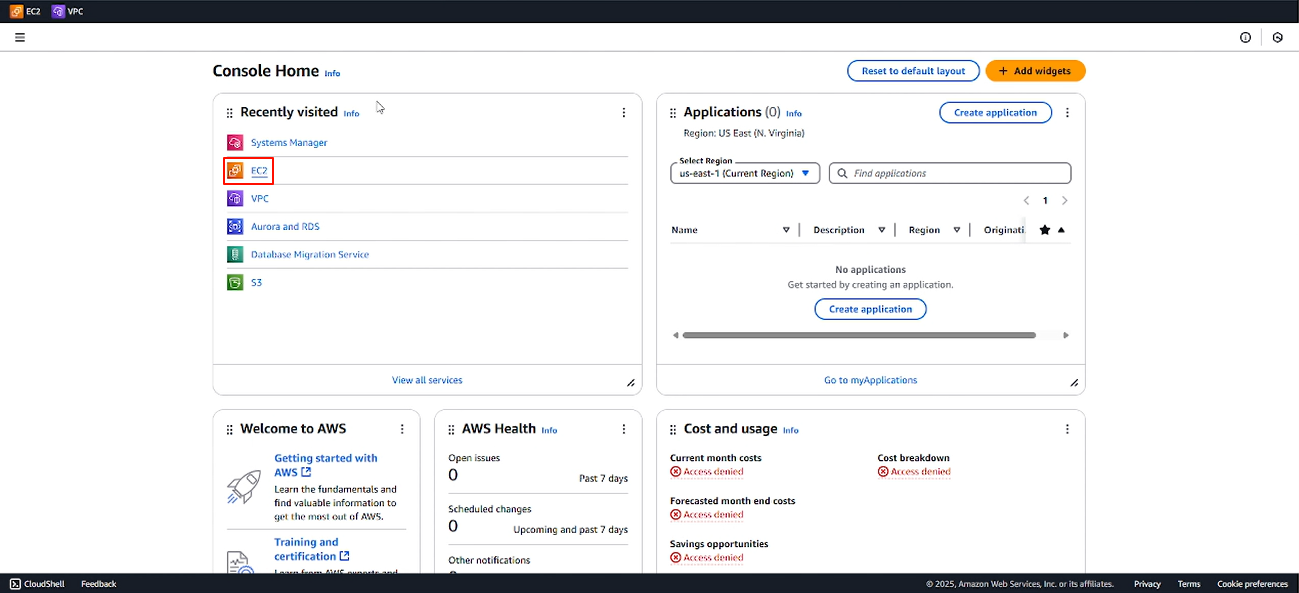 EC2 VPC
Console Home Info
Reset to default layout
+ Add widgets
Recently visited Info
Systems Manager
EC2
VPC
Aurora and RDS
Database Migration Service
S3
View all services
Applications (0) Info
Create application
Region: US East (N. Virginia)
Select Region
us-east-1 (Current Region)
Find applications
1
Name Description Region Originati
No applications
Get started by creating an application.
Create application
Go to myApplications
Welcome to AWS
Getting started with
AWS
Learn the fundamentals and
find valuable information to
get the most out of AWS.
Training and
certification
Learn from AWS experts and
AWS Health Info
Open issues
0
Past 7 days
Scheduled changes
0
Upcoming and past 7 days
Other notifications
Cost and usage Info
Current month costs
Access denied
Cost breakdown
Access denied
Forecasted month end costs
Access denied
Savings opportunities
Access denied
CloudShell Feedback
© 2025, Amazon Web Services, Inc. or its affiliates. Privacy Terms Cookie preferences